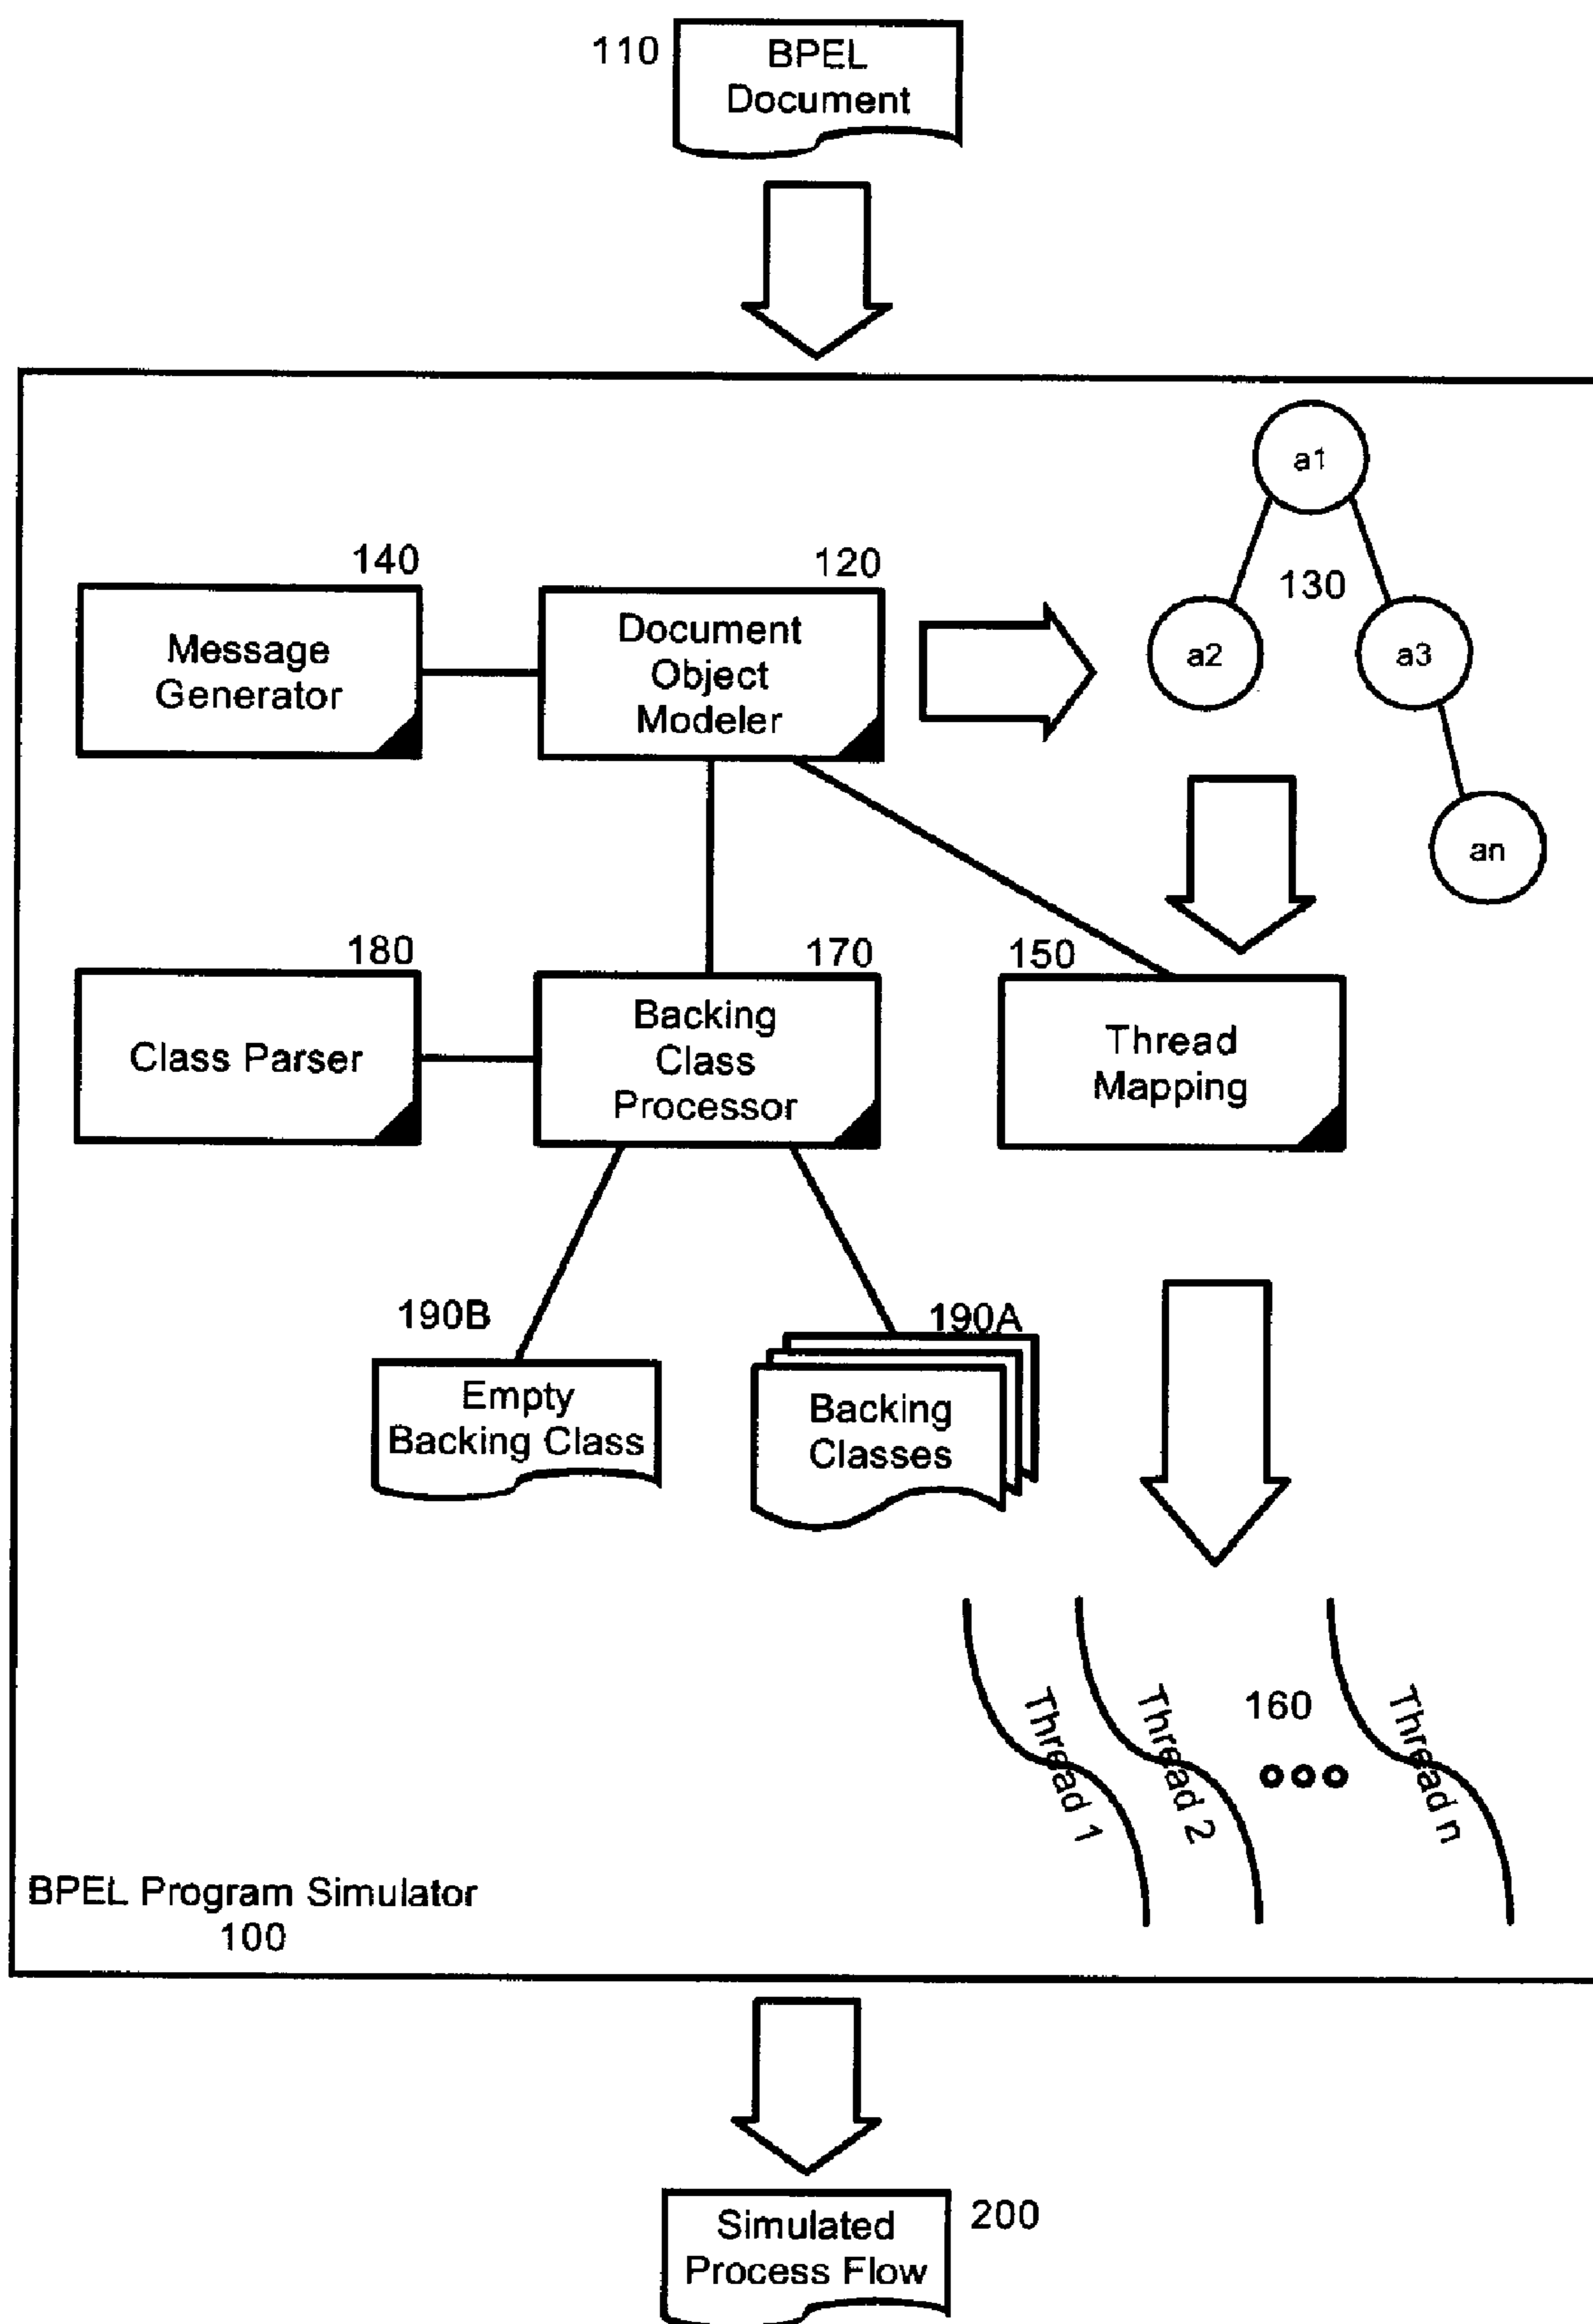 110
BPEL
Document
a1
130
a2
a3
an
140
Message
Generator
120
Document
Object
Modeler
180
Class Parser
170
Backing
Class
Processor
150
Thread
Mapping
190B
Empty
Backing Class
190A
Backing
Classes
160
Thread 1
Thread 2
Thread n
BPEL Program Simulator
100
Simulated
Process Flow
200